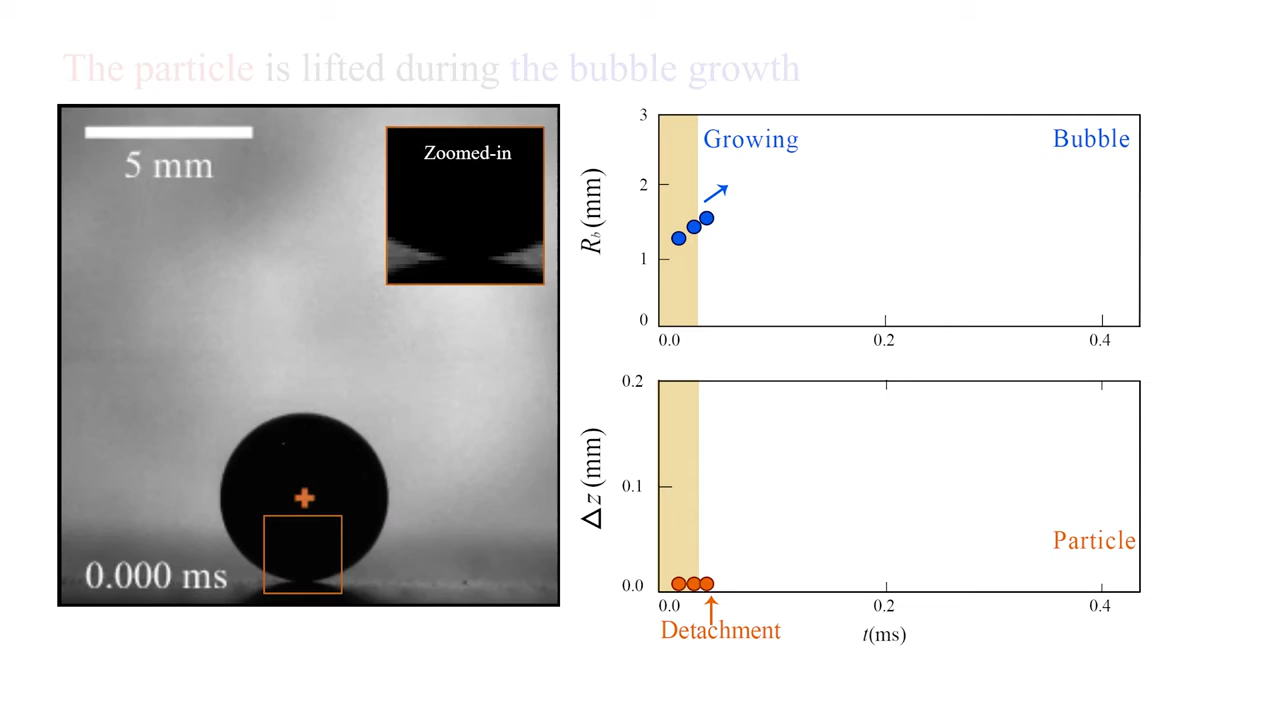 The particle is lifted during the bubble growth
5 mm
Zoomed-in
0.000 ms
3
2
1
0
R_b (mm)
Growing
Bubble
0.0
0.2
0.4
0.2
0.1
0.0
Δz (mm)
Particle
0.0
0.2
0.4
Detachment
t(ms)